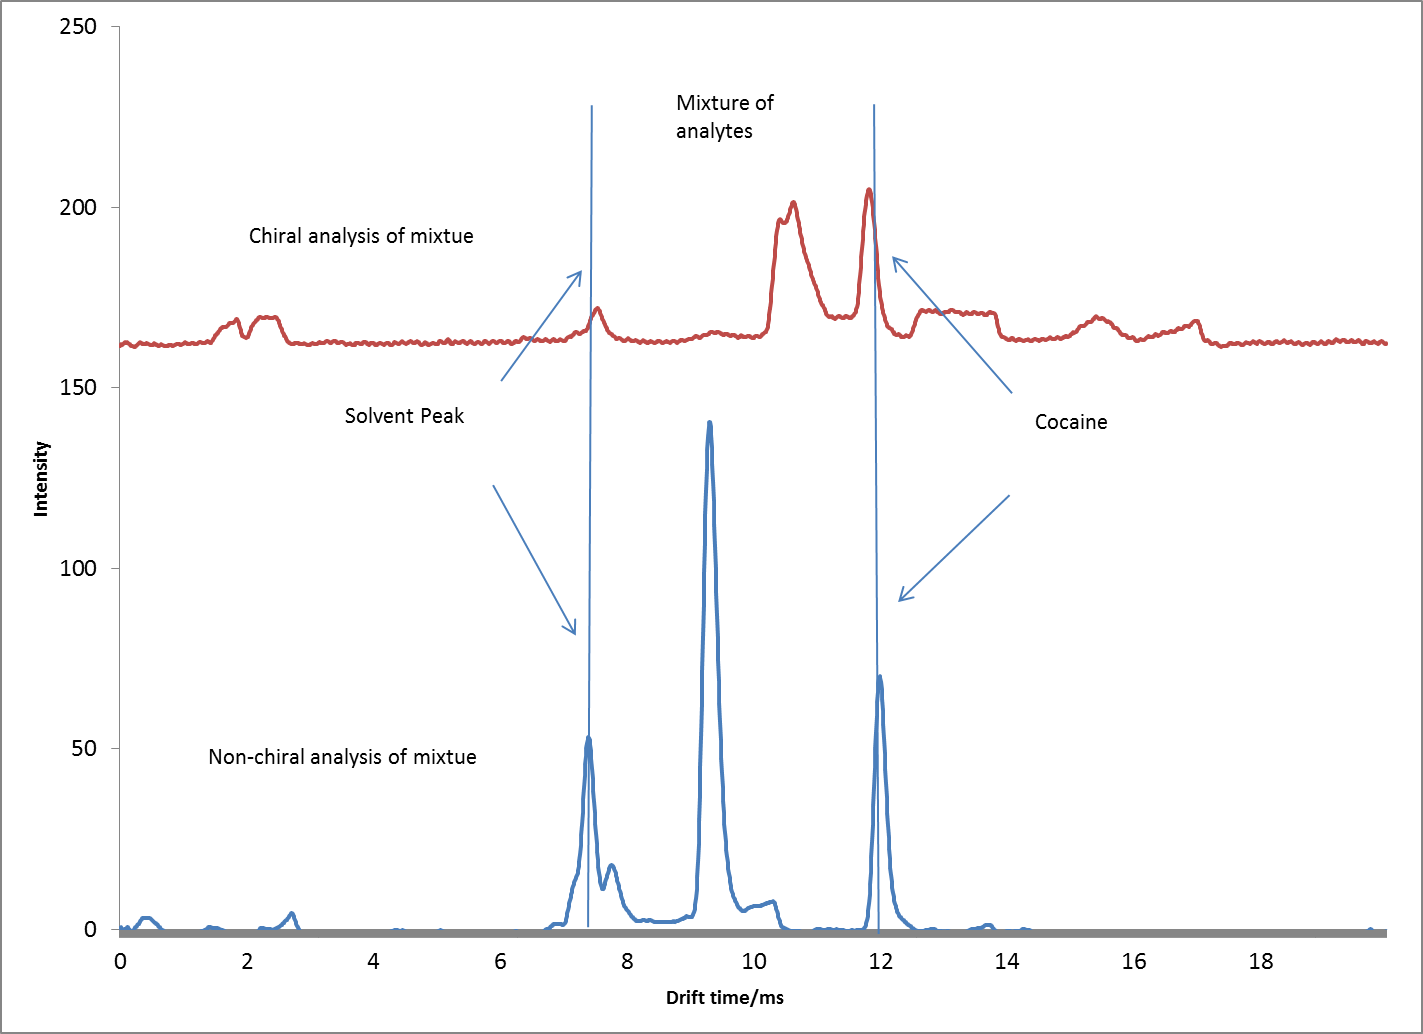 250
Mixture of
analytes
200
Chiral analysis of mixtue
150
Solvent Peak
Cocaine
Intensity
100
50
Non-chiral analysis of mixtue
0
0 2 4 6 8 10 12 14 16 18
Drift time/ms